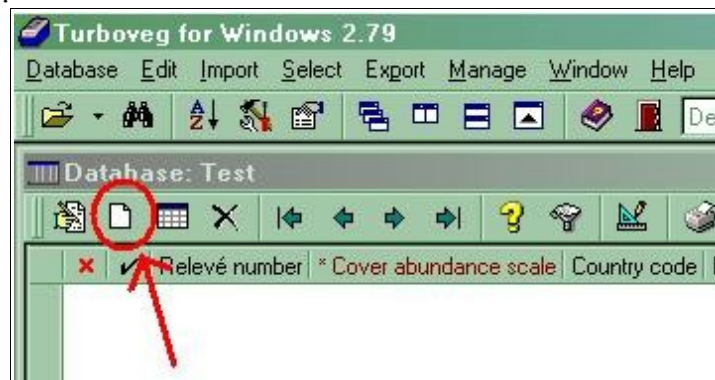 Turboveg for Windows 2.79
Database Edit Import Select Export Manage Window Help
De
Database: Test
Relevé number * Cover abundance scale Country code